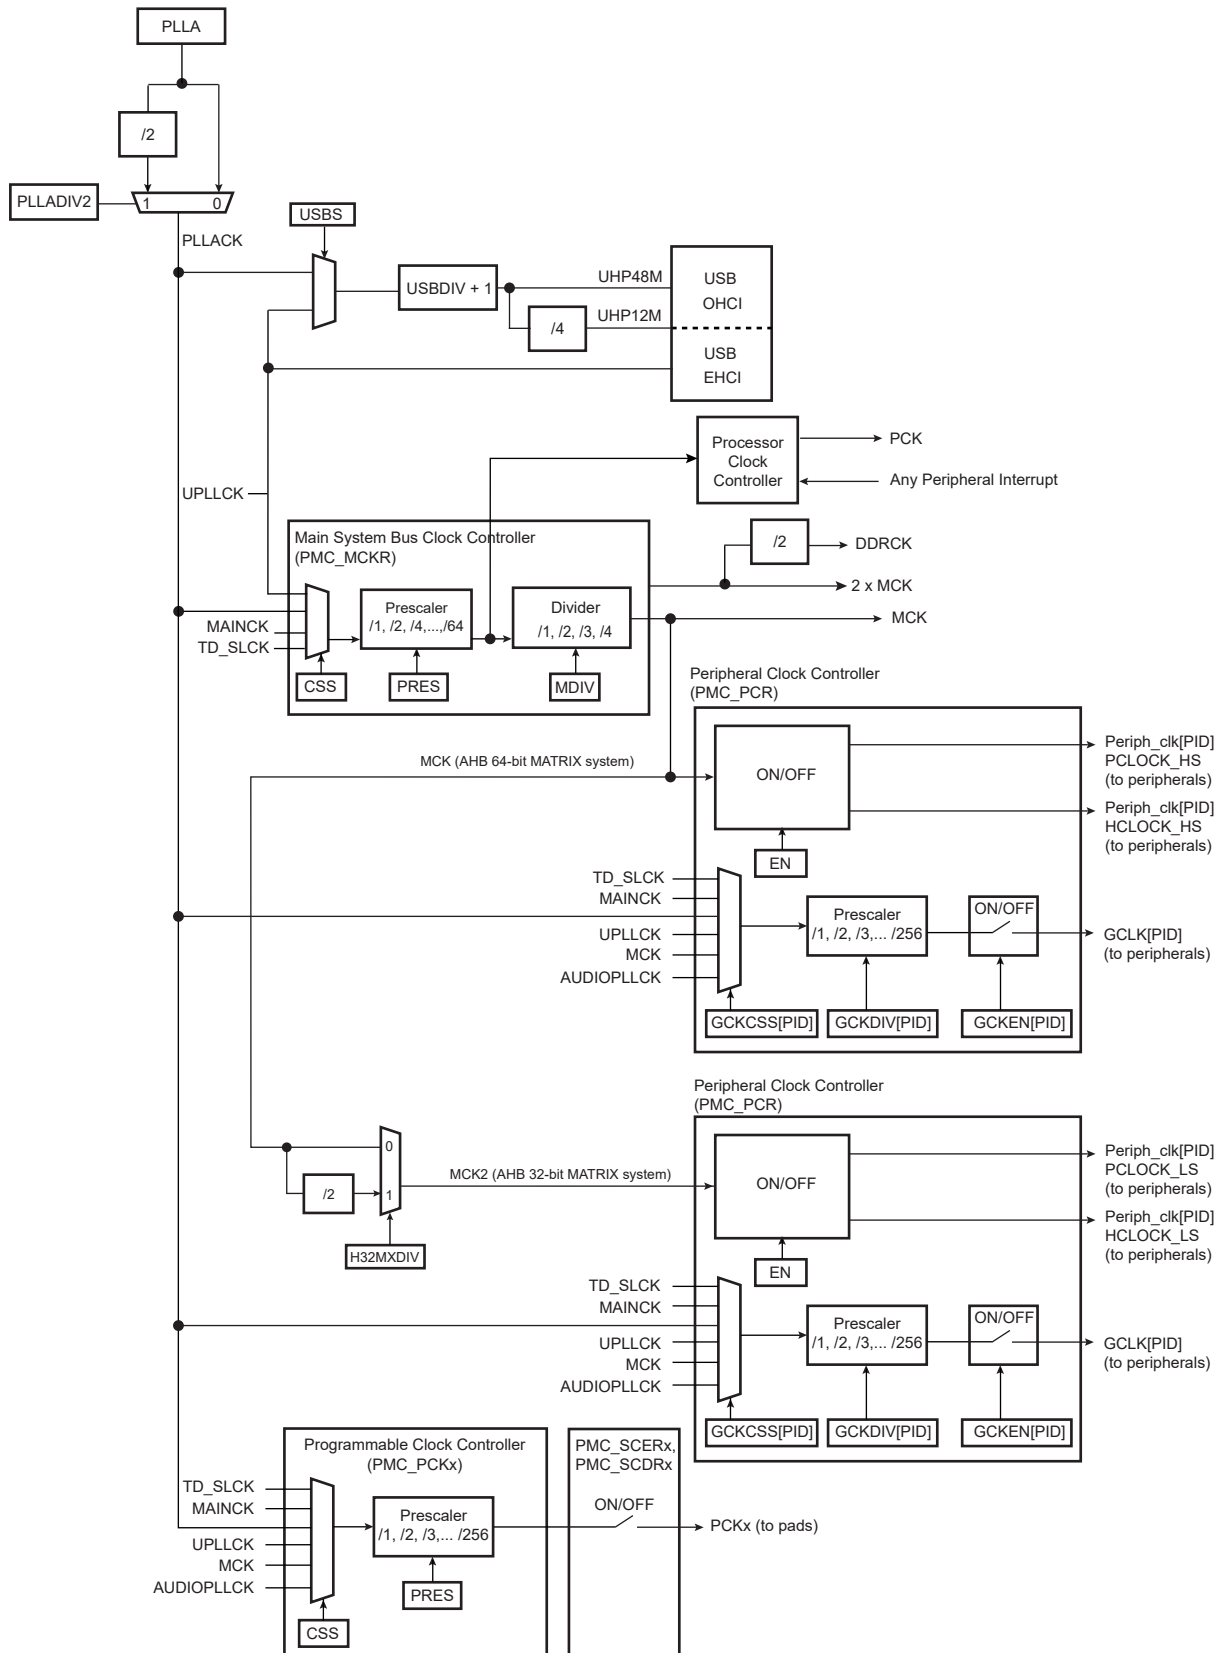 PLLA
/2
PLLADIV2
1
0
PLLACK
USBS
USBDIV + 1
UHP48M
USB
OHCI
/4
UHP12M
USB
EHCI
Processor
Clock
Controller
PCK
Any Peripheral Interrupt
UPLLCK
Main System Bus Clock Controller
(PMC_MCKR)
/2
DDRCK
2 x MCK
Prescaler
/1, /2, /4,...,/64
Divider
/1, /2, /3, /4
MCK
MAINCK
TD_SLCK
CSS
PRES
MDIV
Peripheral Clock Controller
(PMC_PCR)
MCK (AHB 64-bit MATRIX system)
ON/OFF
Periph_clk[PID]
PCLOCK_HS
(to peripherals)
Periph_clk[PID]
HCLOCK_HS
(to peripherals)
EN
TD_SLCK
MAINCK
UPLLCK
MCK
AUDIOPLLCK
Prescaler
/1, /2, /3,... /256
ON/OFF
GCLK[PID]
(to peripherals)
GCKCSS[PID]
GCKDIV[PID]
GCKEN[PID]
Peripheral Clock Controller
(PMC_PCR)
0
/2
1
H32MXDIV
MCK2 (AHB 32-bit MATRIX system)
ON/OFF
Periph_clk[PID]
PCLOCK_LS
(to peripherals)
Periph_clk[PID]
HCLOCK_LS
(to peripherals)
EN
TD_SLCK
MAINCK
UPLLCK
MCK
AUDIOPLLCK
Prescaler
/1, /2, /3,... /256
ON/OFF
GCLK[PID]
(to peripherals)
GCKCSS[PID]
GCKDIV[PID]
GCKEN[PID]
Programmable Clock Controller
(PMC_PCKx)
PMC_SCERx,
PMC_SCDRx
TD_SLCK
MAINCK
UPLLCK
MCK
AUDIOPLLCK
Prescaler
/1, /2, /3,... /256
ON/OFF
PCKx (to pads)
PRES
CSS